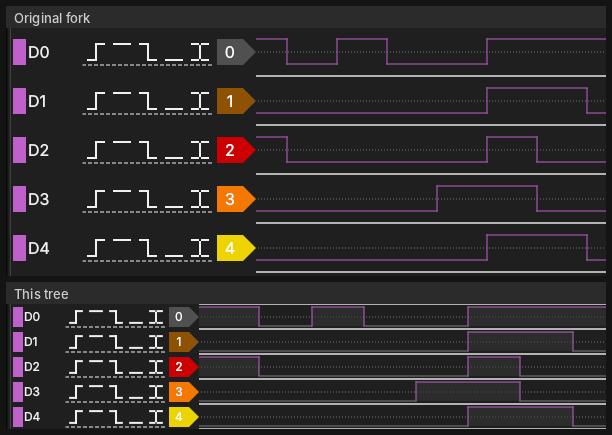 Original fork
D0 0
D1 1
D2 2
D3 3
D4 4
This tree
D0 0
D1 1
D2 2
D3 3
D4 4